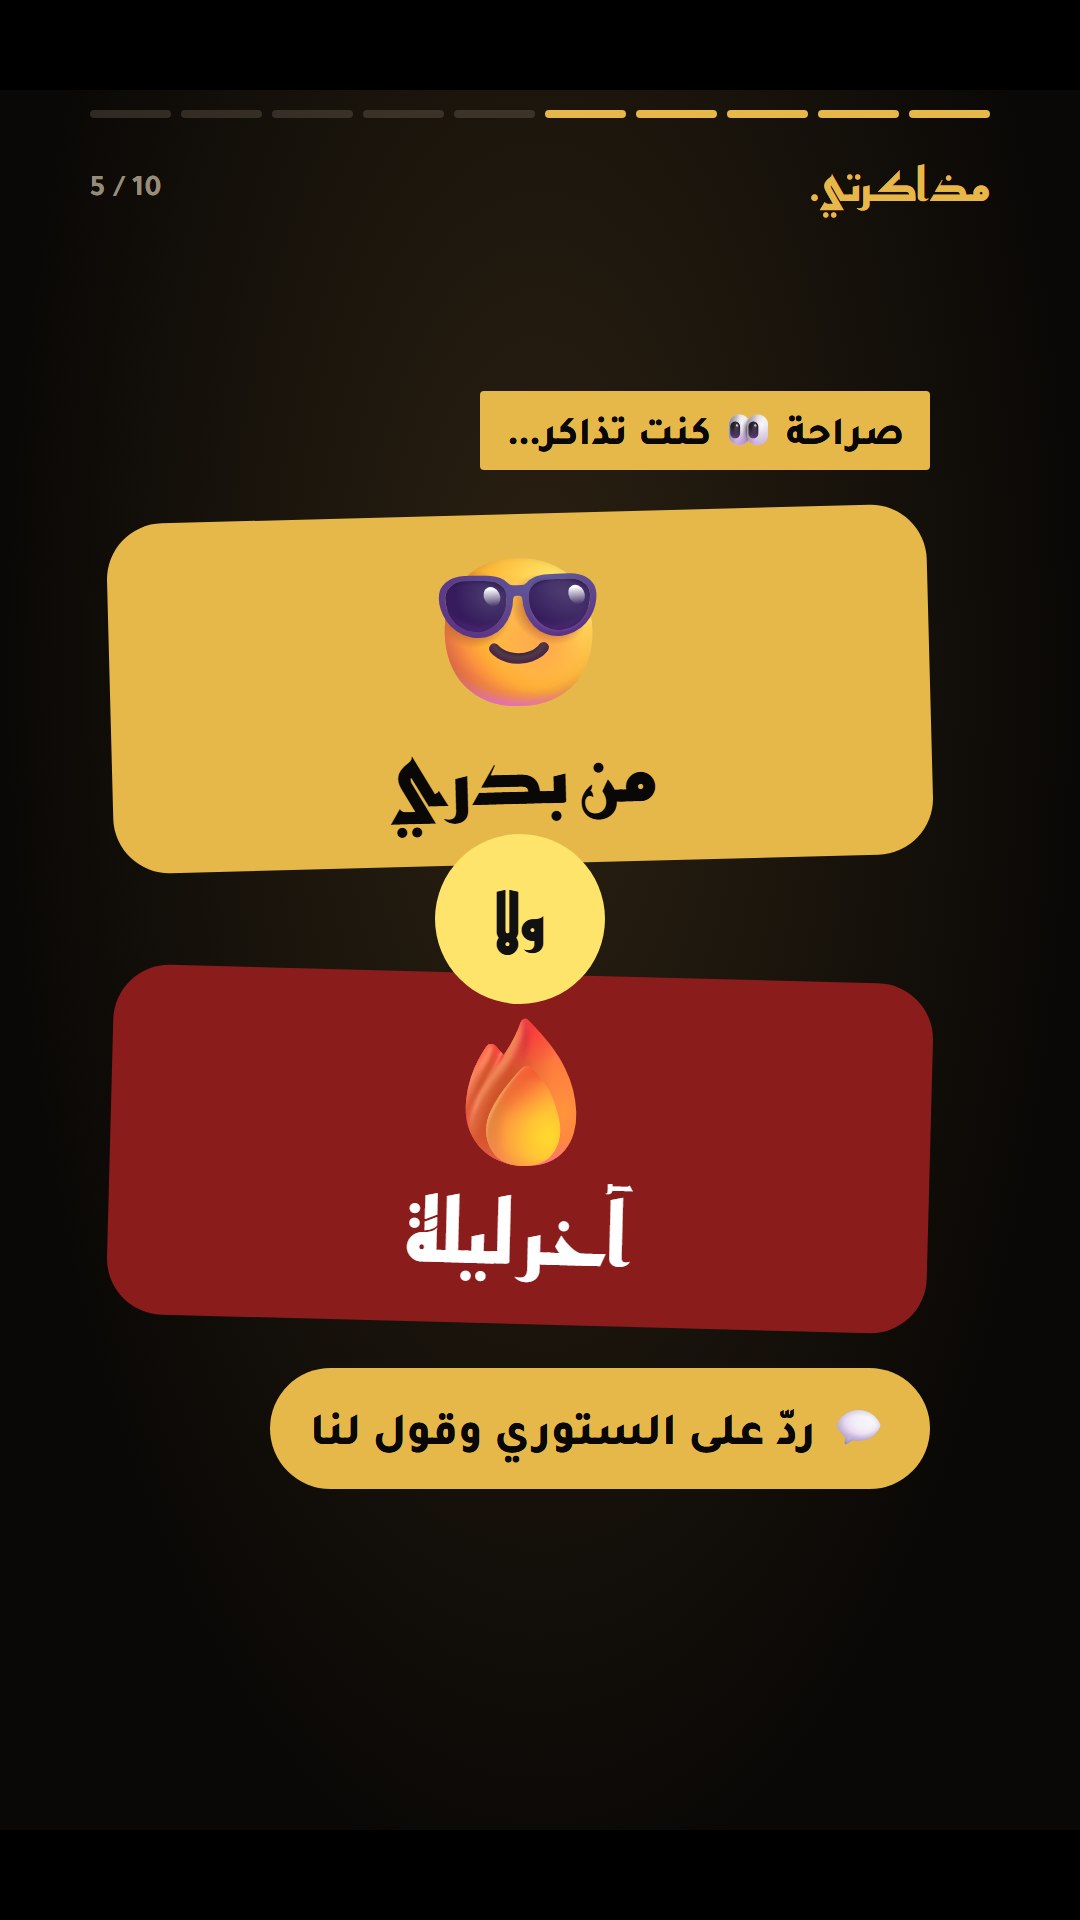 مذاكرتي.
5 / 10
صراحة 👀 كنت تذاكر...
من بدري
ولا
آخر ليلة
💬 ردّ على الستوري وقول لنا